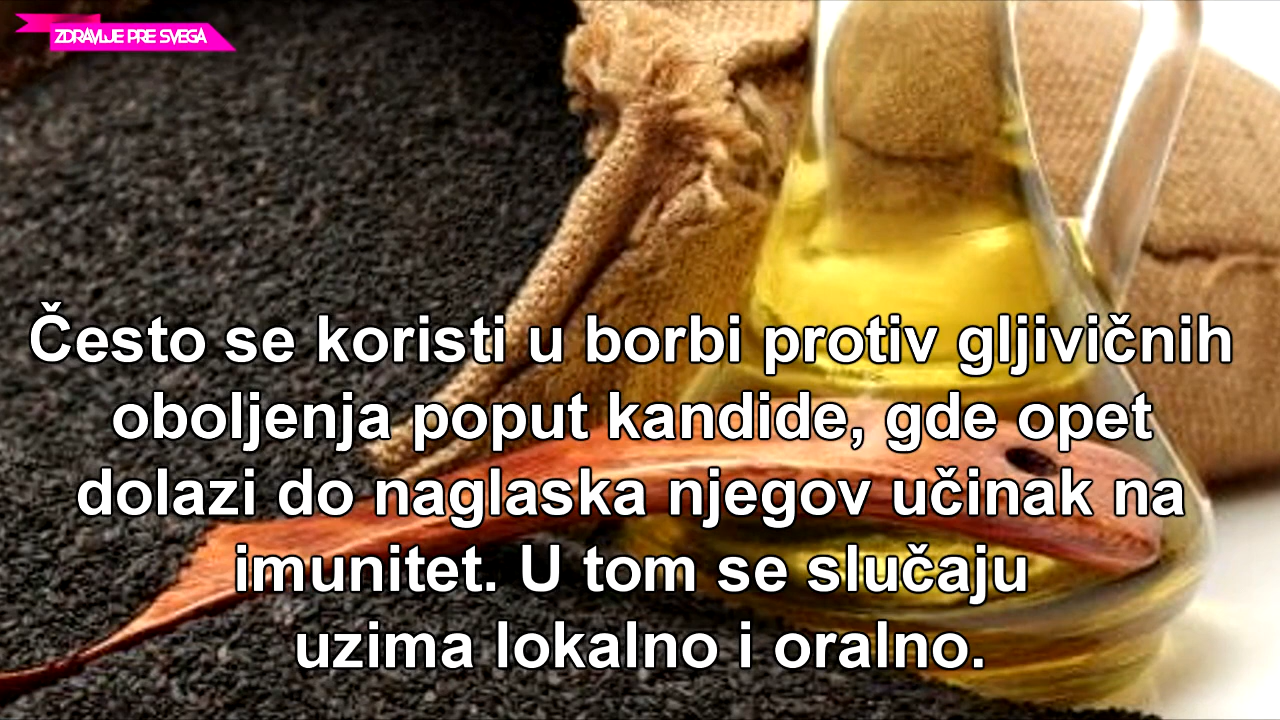 ZDRAVLJE PRE SVEGA
Često se koristi u borbi protiv gljivičnih
oboljenja poput kandide, gde opet
dolazi do naglaska njegov učinak na
imunitet. U tom se slučaju
uzima lokalno i oralno.